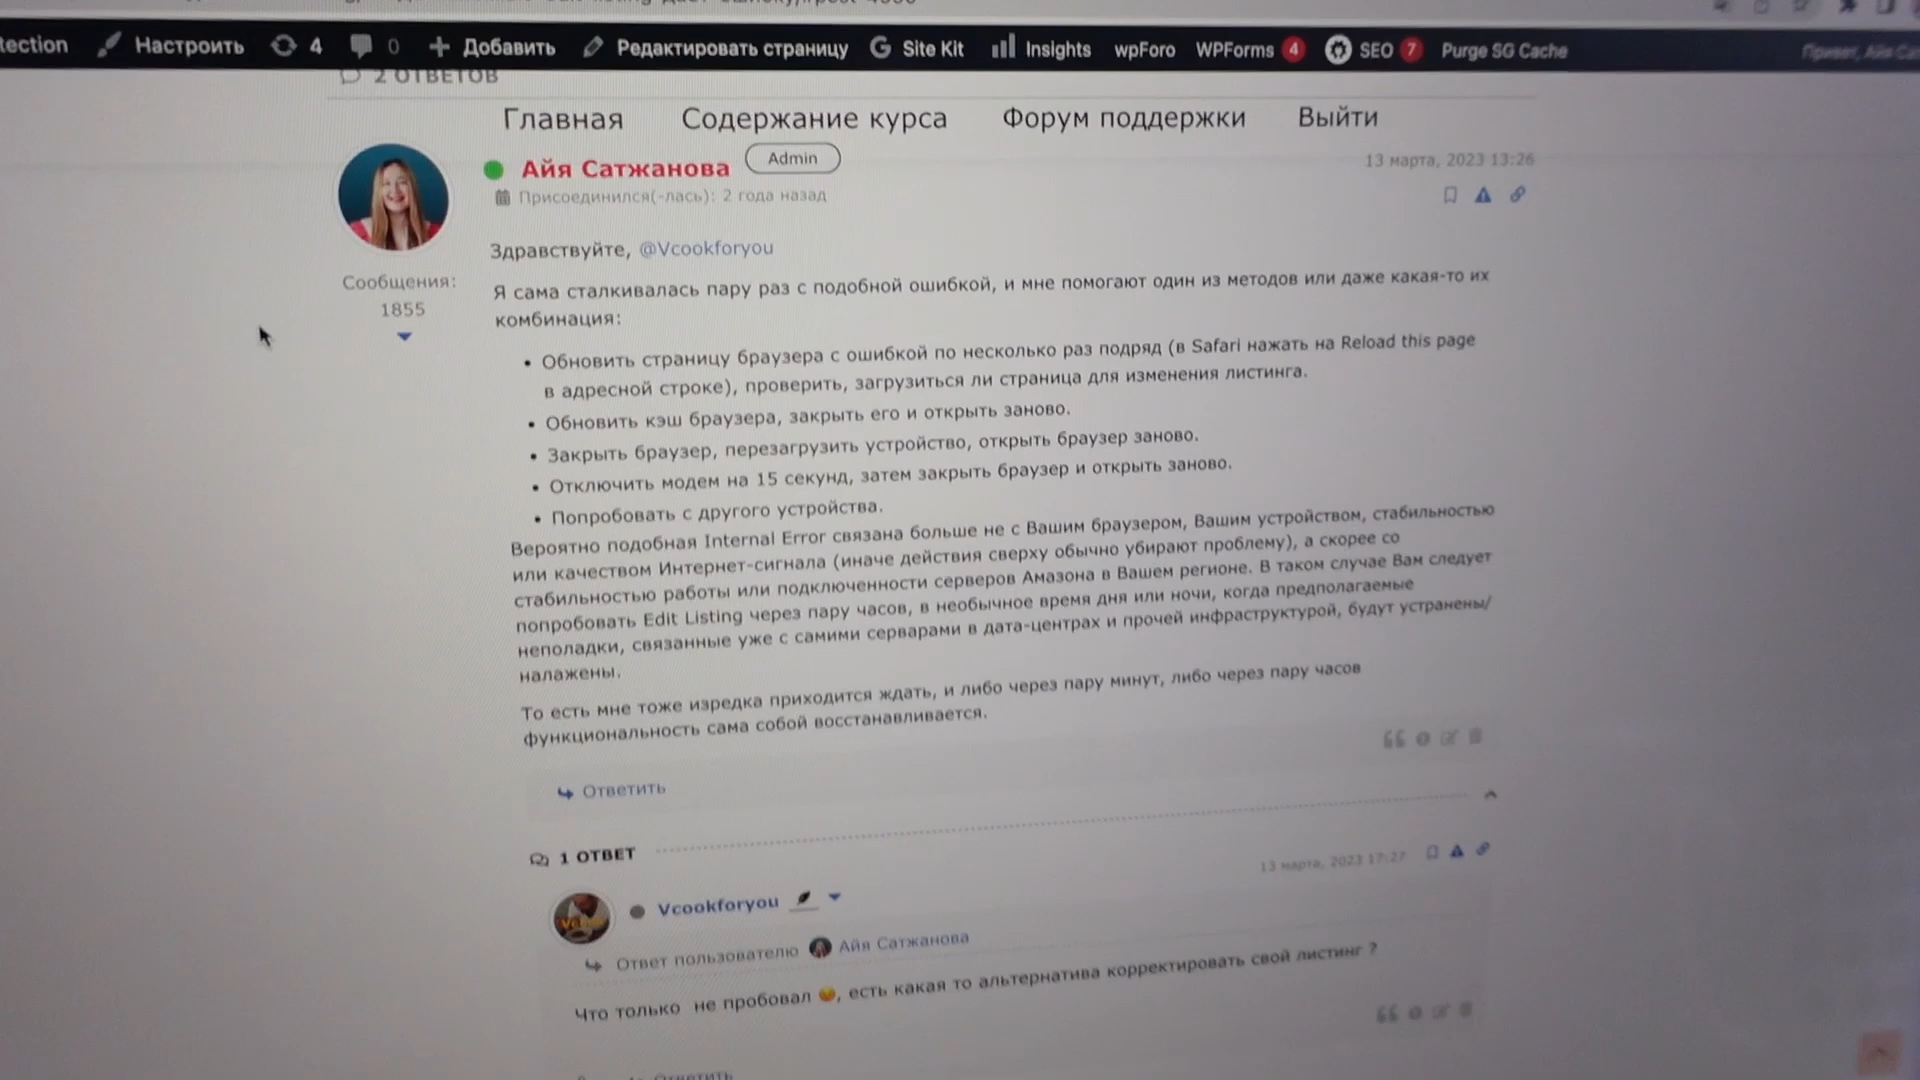 tection Настроить 4 0 Добавить Редактировать страницу Site Kit Insights wpForo WPForms 4 SEO 7 Purge SG Cache Привет, Айя
2 ОТВЕТОВ
Главная Содержание курса Форум поддержки Выйти
Айя Сатжанова Admin 13 марта, 2023 13:26
Присоединился(-лась): 2 года назад
Здравствуйте, @Vcookforyou
Сообщения:
1855
Я сама сталкивалась пару раз с подобной ошибкой, и мне помогают один из методов или даже какая-то их
комбинация:
• Обновить страницу браузера с ошибкой по несколько раз подряд (в Safari нажать на Reload this page
в адресной строке), проверить, загрузиться ли страница для изменения листинга.
• Обновить кэш браузера, закрыть его и открыть заново.
• Закрыть браузер, перезагрузить устройство, открыть браузер заново.
• Отключить модем на 15 секунд, затем закрыть браузер и открыть заново.
• Попробовать с другого устройства.
Вероятно подобная Internal Error связана больше не с Вашим браузером, Вашим устройством, стабильностью
или качеством Интернет-сигнала (иначе действия сверху обычно убирают проблему), а скорее со
стабильностью работы или подключенности серверов Амазона в Вашем регионе. В таком случае Вам следует
попробовать Edit Listing через пару часов, в необычное время дня или ночи, когда предполагаемые
неполадки, связанные уже с самими серварами в дата-центрах и прочей инфраструктурой, будут устранены/
налажены.
То есть мне тоже изредка приходится ждать, и либо через пару минут, либо через пару часов
функциональность сама собой восстанавливается.
Ответить
1 ОТВЕТ
13 марта, 2023 17:27
Vcookforyou
Ответ пользователю Айя Сатжанова
Что только не пробовал , есть какая то альтернатива корректировать свой листинг ?
Ответить